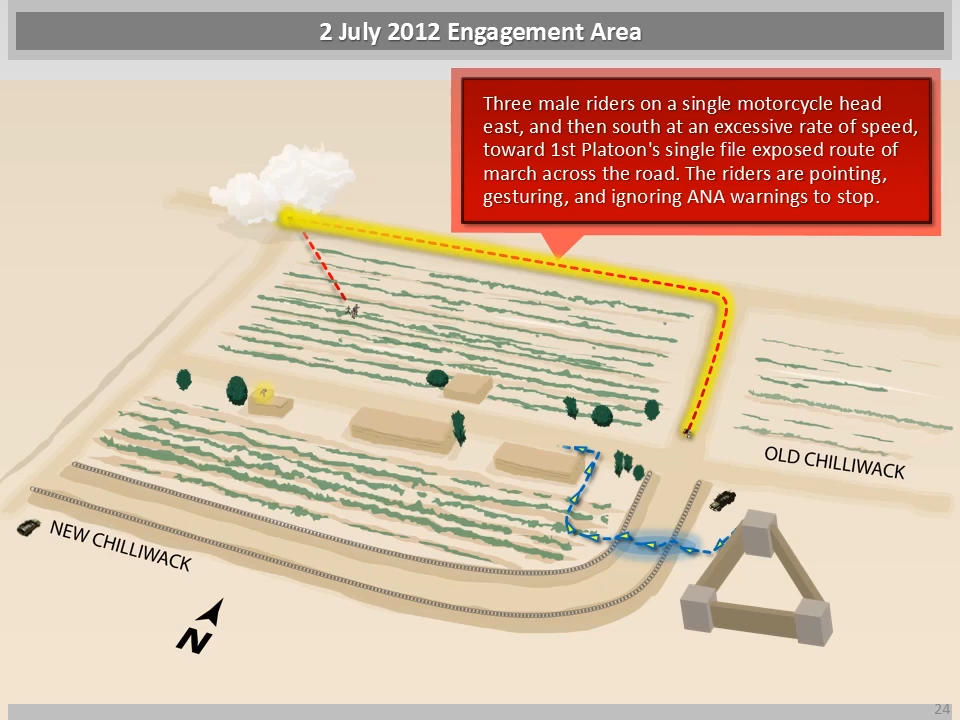 2 July 2012 Engagement Area
Three male riders on a single motorcycle head
east, and then south at an excessive rate of speed,
toward 1st Platoon's single file exposed route of
march across the road. The riders are pointing,
gesturing, and ignoring ANA warnings to stop.
OLD CHILLIWACK
NEW CHILLIWACK
N
24